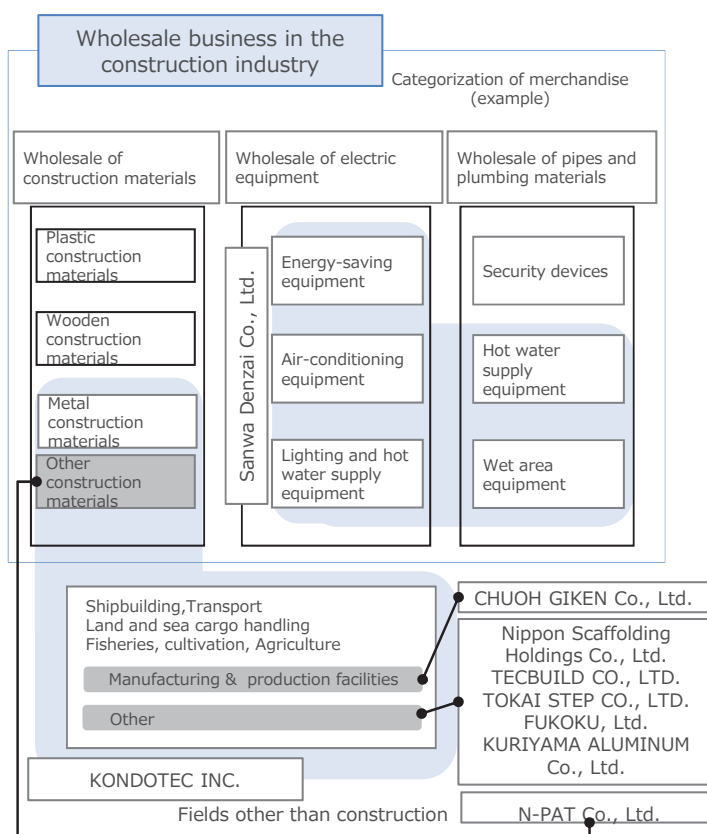 Wholesale business in the
construction industry
Categorization of merchandise
(example)
Wholesale of
construction materials
Wholesale of electric
equipment
Wholesale of pipes and
plumbing materials
Plastic
construction
materials
Wooden
construction
materials
Metal
construction
materials
Other
construction
materials
Sanwa Denzai Co., Ltd.
Energy-saving
equipment
Air-conditioning
equipment
Lighting and hot
water supply
equipment
Security devices
Hot water
supply
equipment
Wet area
equipment
Shipbuilding,Transport
Land and sea cargo handling
Fisheries, cultivation, Agriculture
Manufacturing & production facilities
Other
CHUOH GIKEN Co., Ltd.
Nippon Scaffolding
Holdings Co., Ltd.
TECBUILD CO., LTD.
TOKAI STEP CO., LTD.
FUKOKU, Ltd.
KURIYAMA ALUMINUM
Co., Ltd.
KONDOTEC INC.
Fields other than construction
N-PAT Co., Ltd.